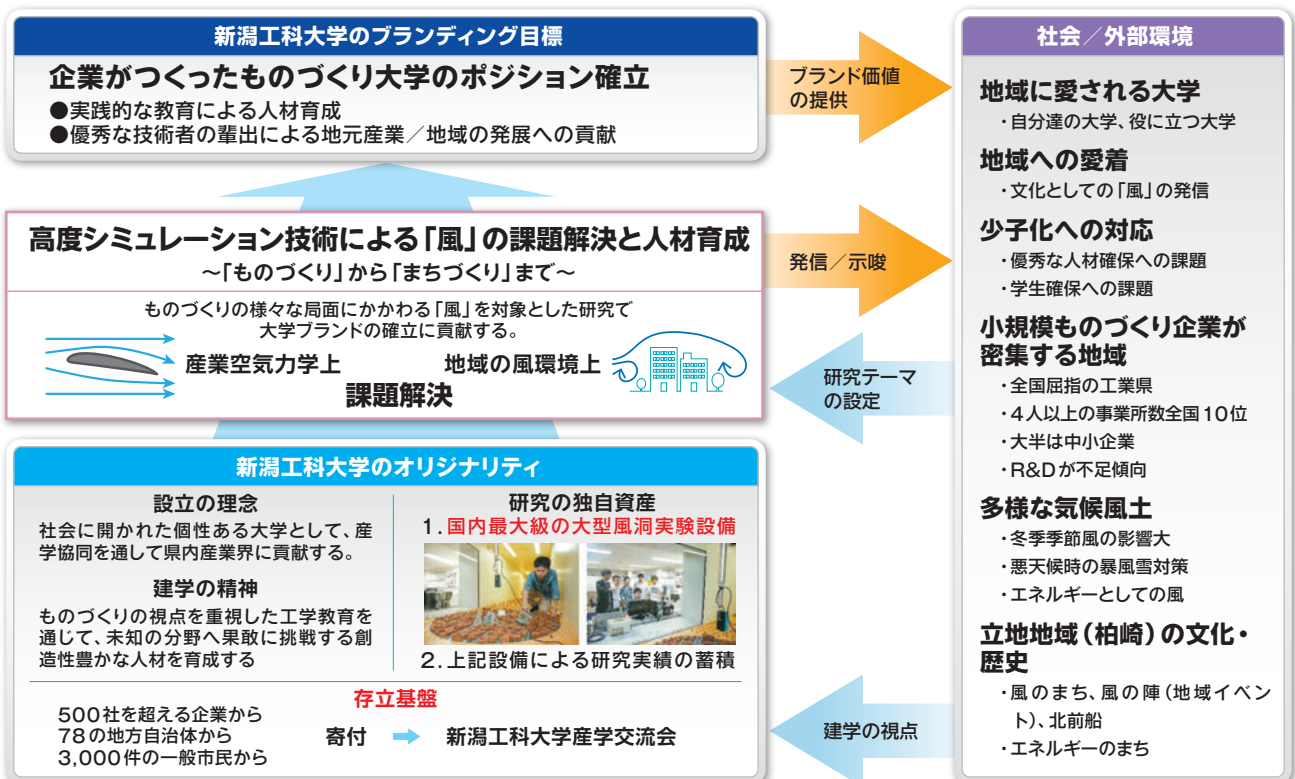 新潟工科大学のブランディング目標
企業がつくったものづくり大学のポジション確立
●実践的な教育による人材育成
●優秀な技術者の輩出による地元産業／地域の発展への貢献
ブランド価値
の提供
高度シミュレーション技術による「風」の課題解決と人材育成
〜「ものづくり」から「まちづくり」まで〜
ものづくりの様々な局面にかかわる「風」を対象とした研究で
大学ブランドの確立に貢献する。
産業空気力学上
地域の風環境上
課題解決
発信／示唆
研究テーマ
の設定
新潟工科大学のオリジナリティ
設立の理念
社会に開かれた個性ある大学として、産
学協同を通して県内産業界に貢献する。
建学の精神
ものづくりの視点を重視した工学教育を
通じて、未知の分野へ果敢に挑戦する創
造性豊かな人材を育成する
研究の独自資産
1.国内最大級の大型風洞実験設備
2.上記設備による研究実績の蓄積
存立基盤
500社を超える企業から
78の地方自治体から
3,000件の一般市民から
寄付
新潟工科大学産学交流会
建学の視点
社会／外部環境
地域に愛される大学
・自分達の大学、役に立つ大学
地域への愛着
・文化としての「風」の発信
少子化への対応
・優秀な人材確保への課題
・学生確保への課題
小規模ものづくり企業が
密集する地域
・全国屈指の工業県
・4人以上の事業所数全国10位
・大半は中小企業
・R&Dが不足傾向
多様な気候風土
・冬季季節風の影響大
・悪天候時の暴風雪対策
・エネルギーとしての風
立地地域（柏崎）の文化・
歴史
・風のまち、風の陣（地域イベン
ト）、北前船
・エネルギーのまち